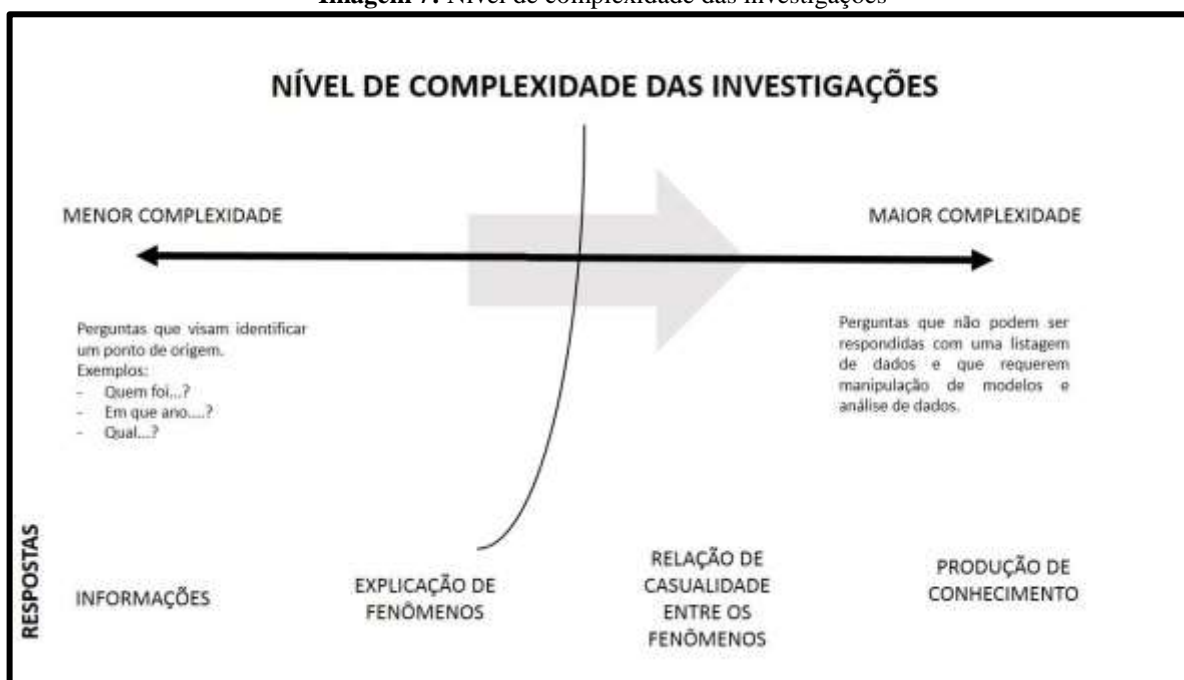 Imagem 7. Nível de complexidade das investigações
NÍVEL DE COMPLEXIDADE DAS INVESTIGAÇÕES
MENOR COMPLEXIDADE
MAIOR COMPLEXIDADE
Perguntas que visam identificar
um ponto de origem.
Exemplos:
- Quem foi...?
- Em que ano....?
- Qual...?
Perguntas que não podem ser
respondidas com uma listagem
de dados e que requerem
manipulação de modelos e
análise de dados.
RESPOSTAS
INFORMAÇÕES
EXPLICAÇÃO DE
FENÔMENOS
RELAÇÃO DE
CASUALIDADE
ENTRE OS
FENÔMENOS
PRODUÇÃO DE
CONHECIMENTO